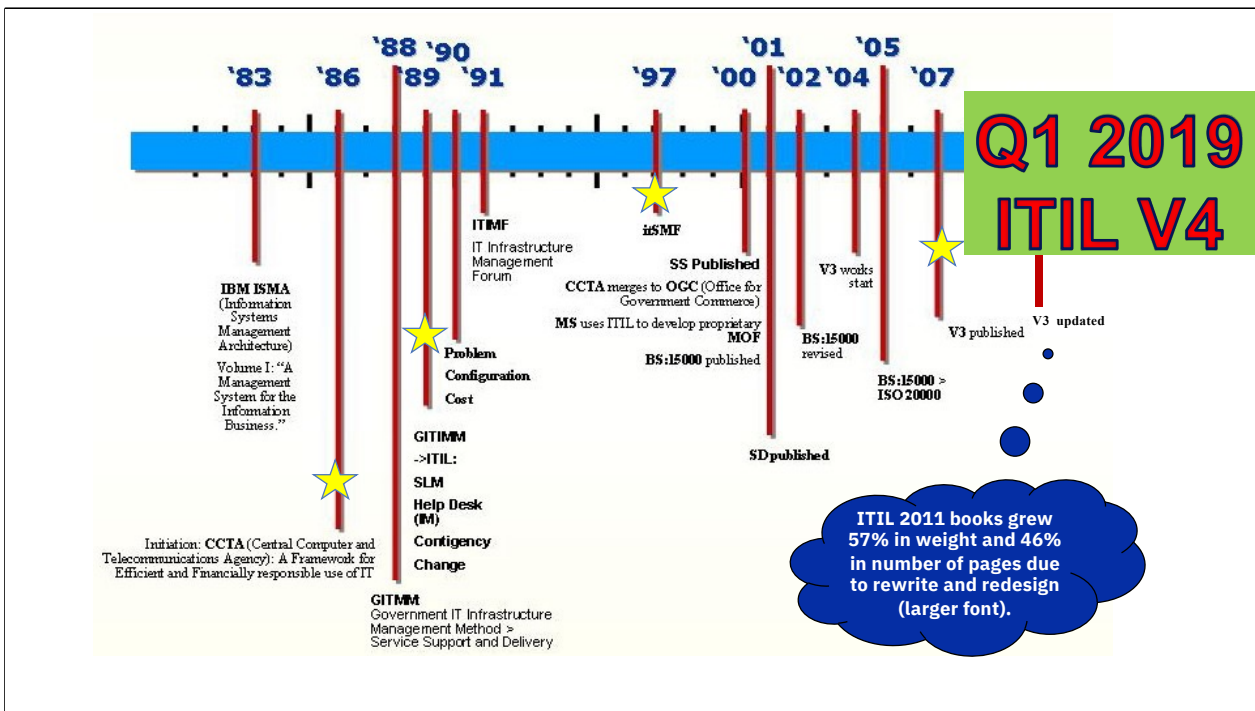 ‘83
‘86
‘88
‘89
‘90
‘91
‘97
‘00
‘01
‘02
‘04
‘05
‘07
Q1 2019
ITIL V4
IBM ISMA
(Information
Systems
Management
Architecture)
Volume I: “A
Management
System for the
Information
Business.”
Initiation: CCTA (Central Computer and
Telecommunications Agency): A Framework for
Efficient and Financially responsible use of IT
GITMM:
Government IT Infrastructure
Management Method >
Service Support and Delivery
GITIMM
->ITIL:
SLM
Help Desk
(IM)
Contigency
Change
Problem
Configuration
Cost
ITIMF
IT Infrastructure
Management
Forum
itSMF
SS Published
CCTA merges to OGC (Office for
Government Commerce)
MS uses ITIL to develop proprietary
MOF
BS:15000 published
SD published
BS:15000
revised
V3 works
start
BS:15000 >
ISO 20000
V3 published
V3 updated
ITIL 2011 books grew
57% in weight and 46%
in number of pages due
to rewrite and redesign
(larger font).